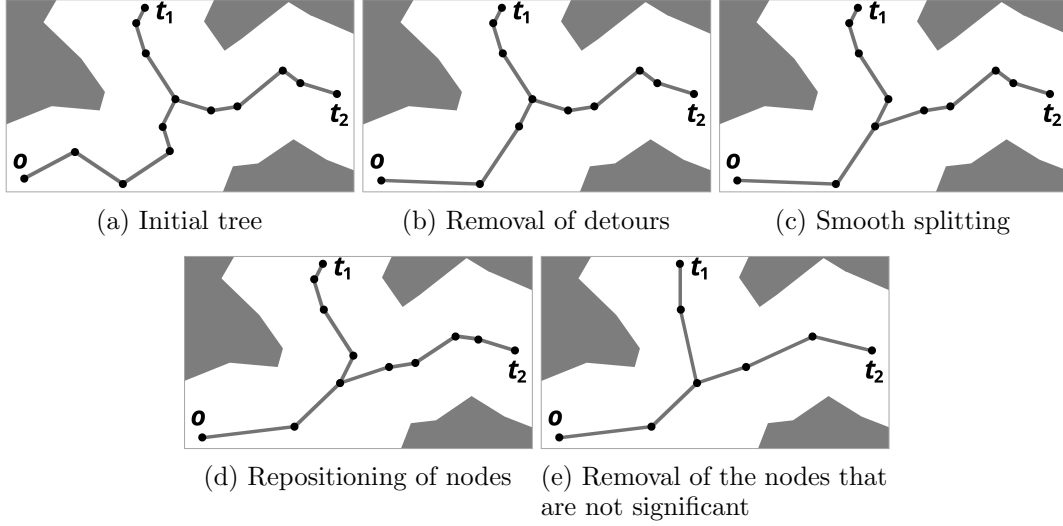 t₁
t₂
o
(a) Initial tree
t₁
t₂
o
(b) Removal of detours
t₁
t₂
o
(c) Smooth splitting
t₁
t₂
o
(d) Repositioning of nodes
t₁
t₂
o
(e) Removal of the nodes that
are not significant